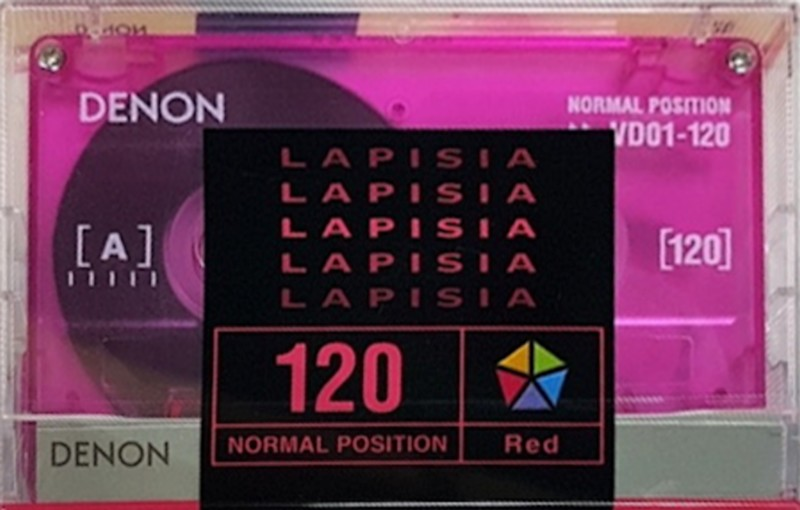 DENON
NORMAL POSITION
VD01-120
[A]
[120]
LAPISIA
LAPISIA
LAPISIA
LAPISIA
LAPISIA
120
NORMAL POSITION
Red
DENON